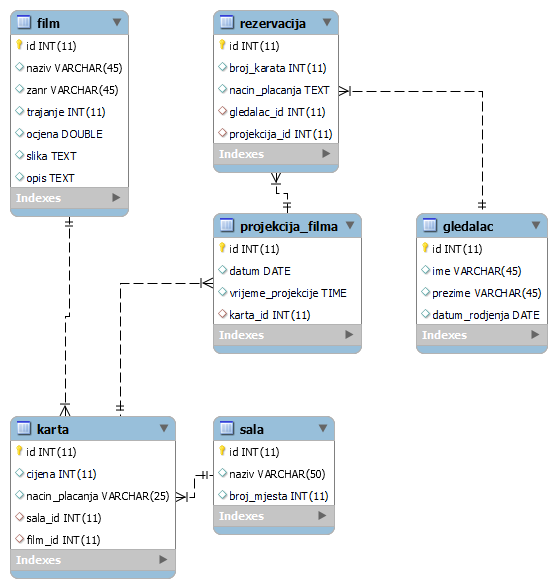 film
id INT(11)
naziv VARCHAR(45)
zanr VARCHAR(45)
trajanje INT(11)
ocjena DOUBLE
slika TEXT
opis TEXT
Indexes
rezervacija
id INT(11)
broj_karata INT(11)
nacin_placanja TEXT
gledalac_id INT(11)
projekcija_id INT(11)
Indexes
projekcija_filma
id INT(11)
datum DATE
vrijeme_projekcije TIME
karta_id INT(11)
Indexes
gledalac
id INT(11)
ime VARCHAR(45)
prezime VARCHAR(45)
datum_rodjenja DATE
Indexes
karta
id INT(11)
cijena INT(11)
nacin_placanja VARCHAR(25)
sala_id INT(11)
film_id INT(11)
Indexes
sala
id INT(11)
naziv VARCHAR(50)
broj_mjesta INT(11)
Indexes